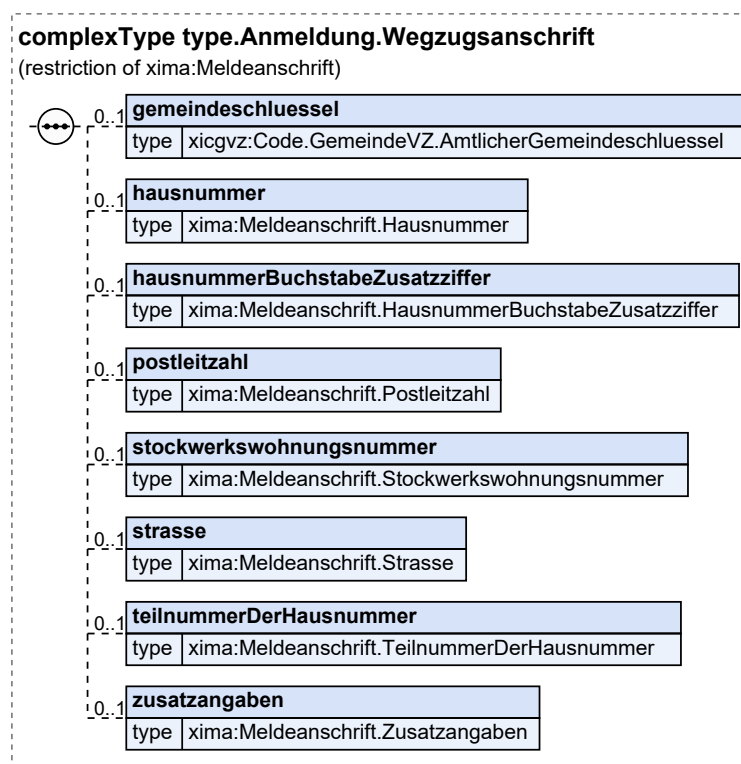 complexType type.Anmeldung.Wegzugsanschrift
(restriction of xima:Meldeanschrift)
0..1 gemeindeschluessel
type xicgvz:Code.GemeindeVZ.AmtlicherGemeindeschluessel
0..1 hausnummer
type xima:Meldeanschrift.Hausnummer
0..1 hausnummerBuchstabeZusatzziffer
type xima:Meldeanschrift.HausnummerBuchstabeZusatzziffer
0..1 postleitzahl
type xima:Meldeanschrift.Postleitzahl
0..1 stockwerkswohnungsnummer
type xima:Meldeanschrift.Stockwerkswohnungsnummer
0..1 strasse
type xima:Meldeanschrift.Strasse
0..1 teilnummerDerHausnummer
type xima:Meldeanschrift.TeilnummerDerHausnummer
0..1 zusatzangaben
type xima:Meldeanschrift.Zusatzangaben